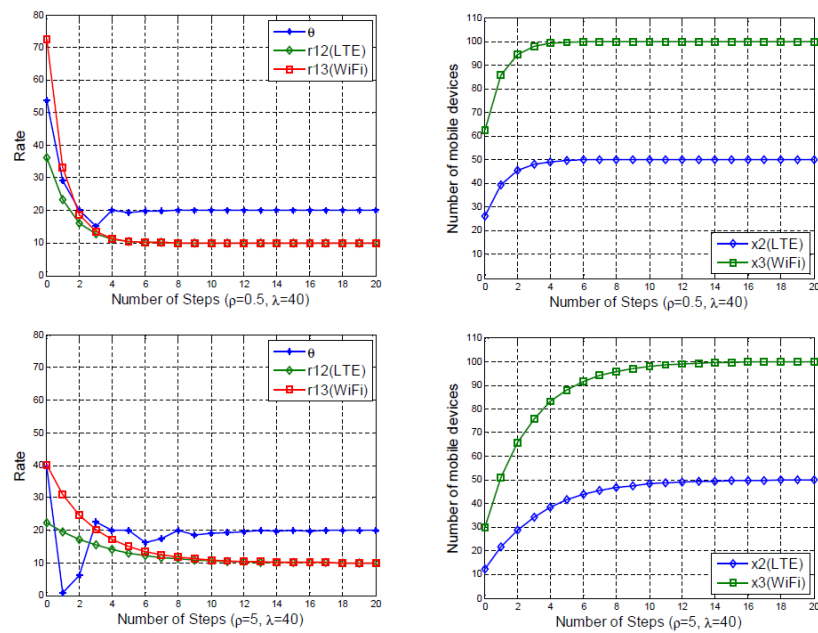 80
70
60
50
40
30
20
10
0
Rate
θ
r12(LTE)
r13(WiFi)
0 2 4 6 8 10 12 14 16 18 20
Number of Steps (ρ=0.5, λ=40)
110
100
90
80
70
60
50
40
30
20
10
0
Number of mobile devices
x2(LTE)
x3(WiFi)
0 2 4 6 8 10 12 14 16 18 20
Number of Steps (ρ=0.5, λ=40)
80
70
60
50
40
30
20
10
0
Rate
θ
r12(LTE)
r13(WiFi)
0 2 4 6 8 10 12 14 16 18 20
Number of Steps (ρ=5, λ=40)
110
100
90
80
70
60
50
40
30
20
10
0
Number of mobile devices
x2(LTE)
x3(WiFi)
0 2 4 6 8 10 12 14 16 18 20
Number of Steps (ρ=5, λ=40)